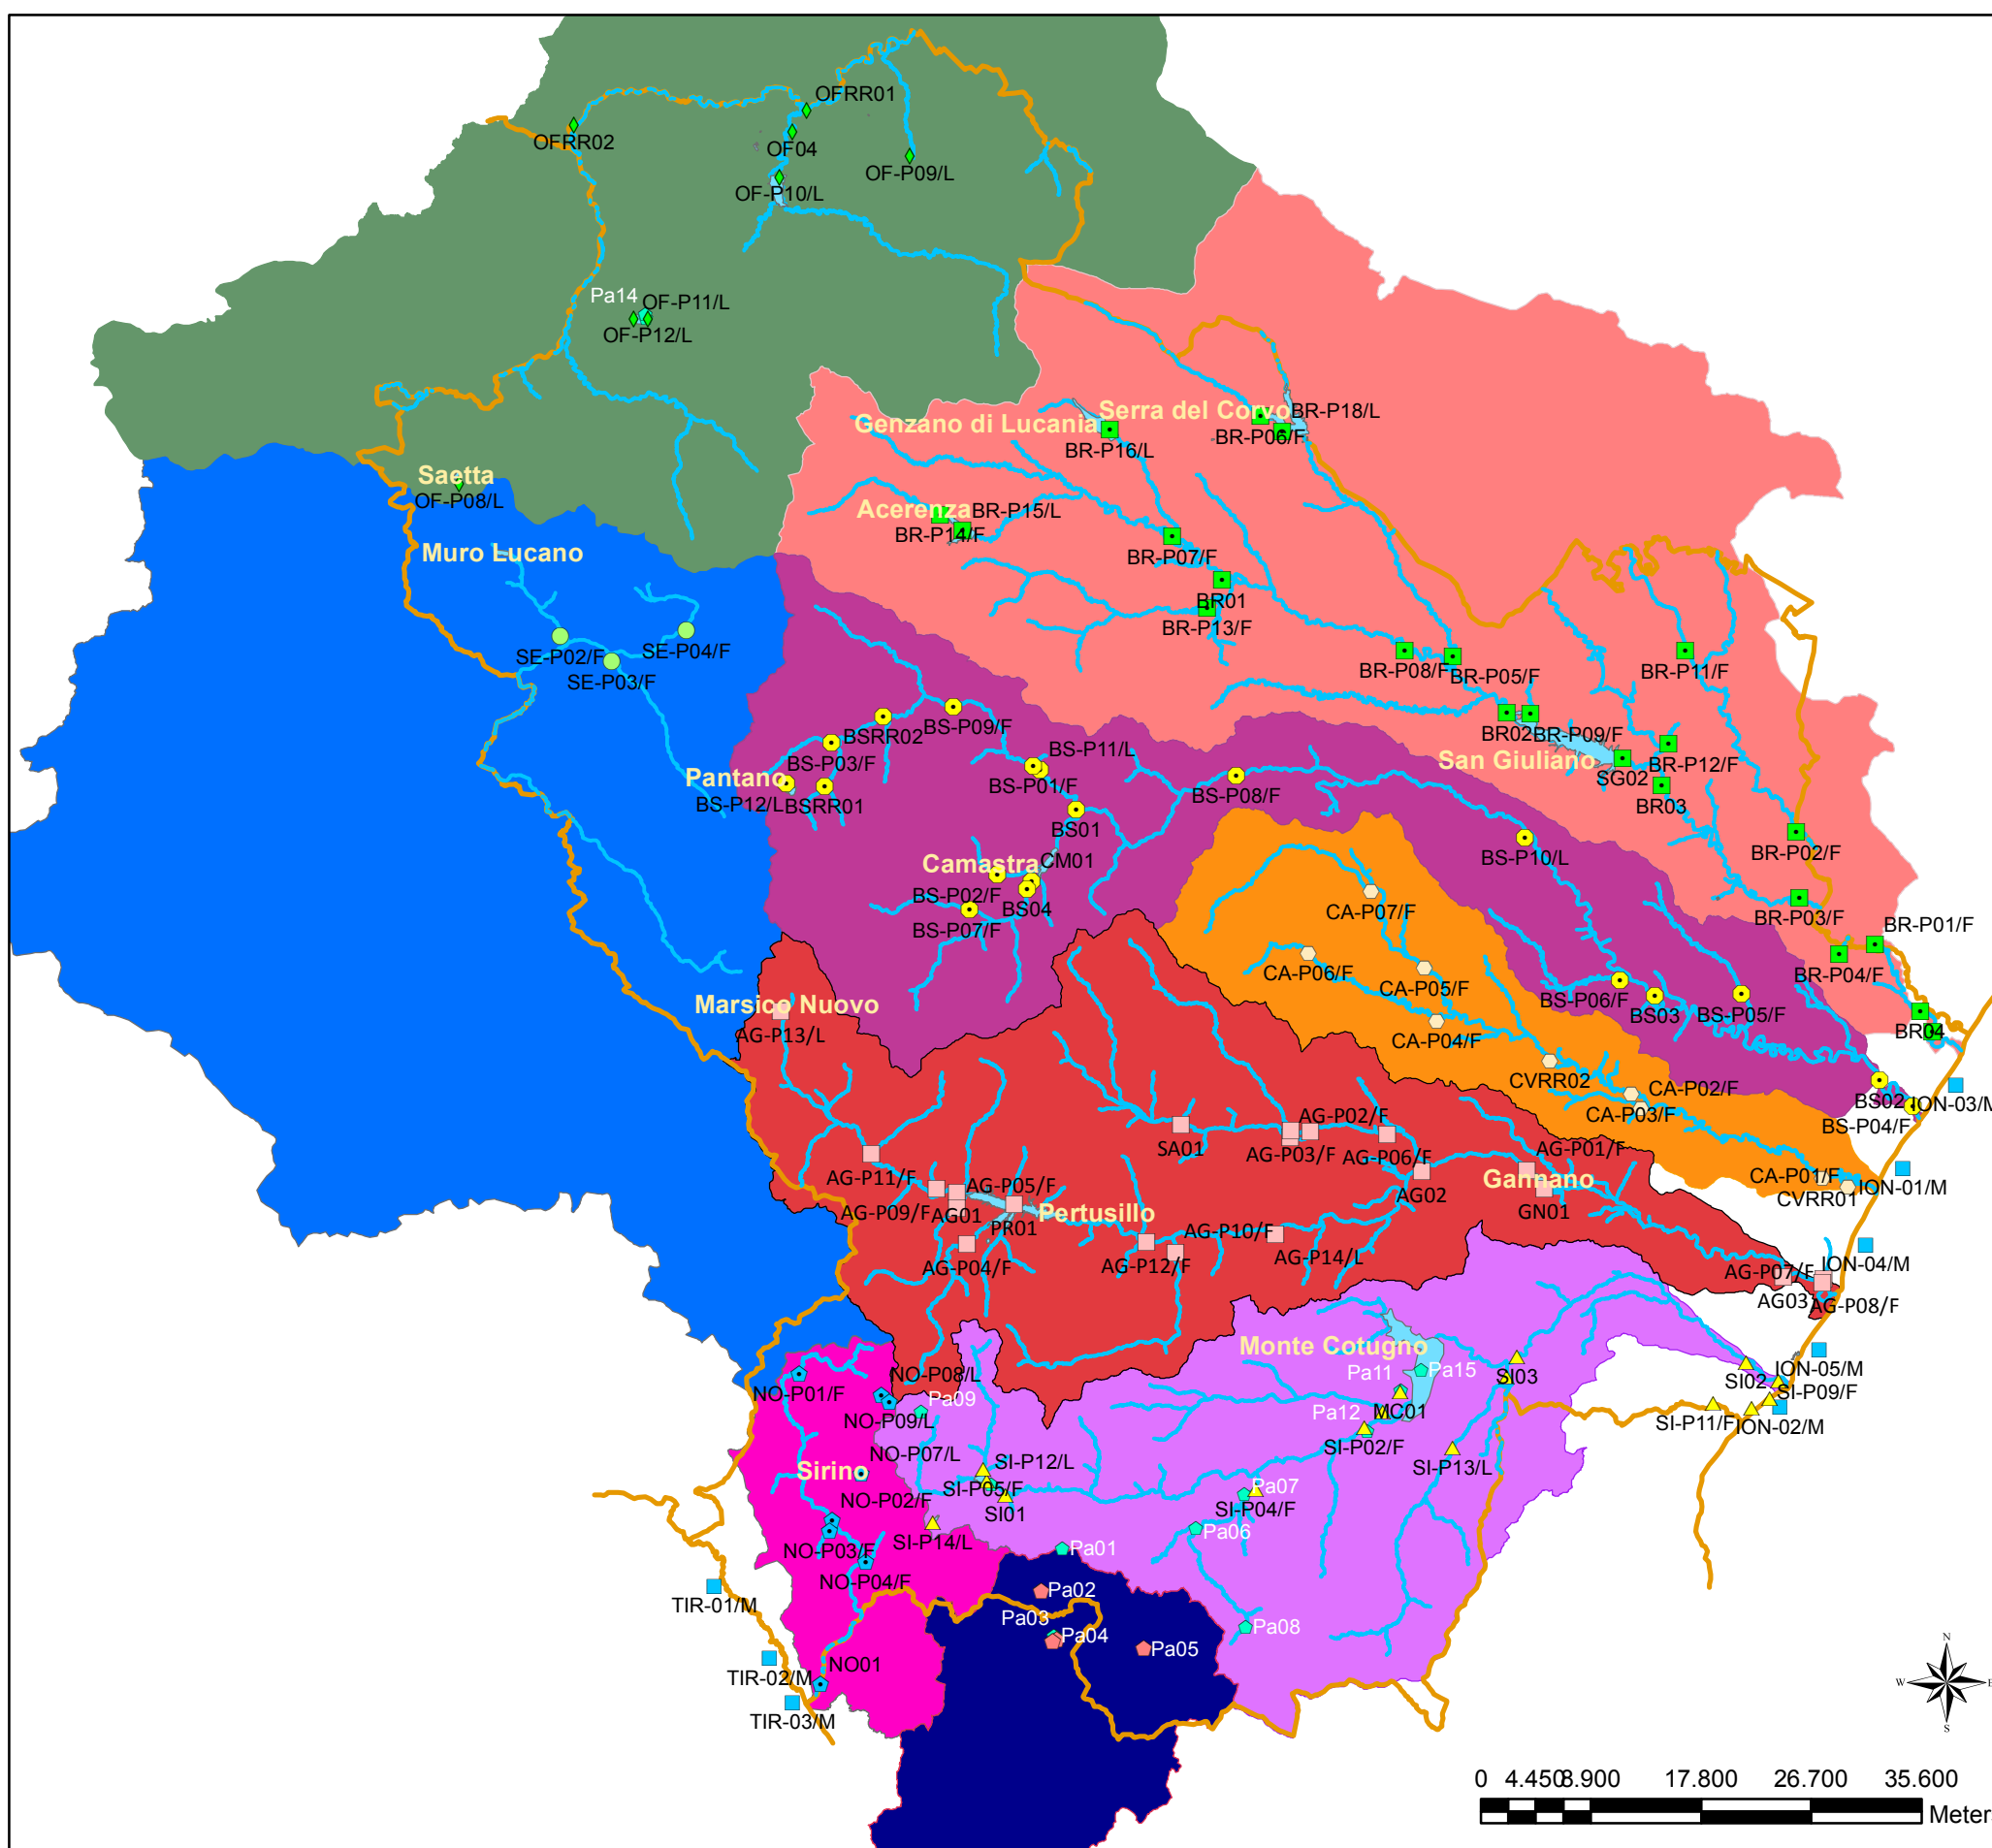 OFRR01
OFRR02
OF04
OF-P09/L
OF-P10/L
Pa14
OF-P11/L
OF-P12/L
Genzano di Lucania
Serra del Corvo
BR-P18/L
BR-P06/F
BR-P16/L
Saetta
OF-P08/L
Acerenza
BR-P15/L
BR-P14/F
BR-P07/F
Muro Lucano
BR01
BR-P13/F
SE-P02/F
SE-P04/F
SE-P03/F
BR-P08/F
BR-P05/F
BR-P11/F
BS-P09/F
BSRR02
BR02
BR-P09/F
BS-P03/F
BS-P11/L
San Giuliano
BR-P12/F
Pantano
BS-P01/F
SG02
BS-P12/L
BSRR01
BS-P08/F
BR03
BS01
BS-P10/L
BR-P02/F
Camastra
CM01
BS-P02/F
BS04
CA-P07/F
BR-P03/F
BR-P01/F
BS-P07/F
CA-P06/F
CA-P05/F
BR-P04/F
BS-P06/F
BS03
BS-P05/F
Marsico Nuovo
AG-P13/L
CA-P04/F
BR04
CVRR02
CA-P02/F
CA-P03/F
BS02
ION-03/M
BS-P04/F
AG-P02/F
SA01
AG-P03/F
AG-P06/F
AG-P01/F
AG-P11/F
AG-P05/F
AG02
Gannano
CA-P01/F
ION-01/M
CVRR01
AG-P09/F
AG01
PR01
Pertusillo
GN01
AG-P10/F
AG-P04/F
AG-P12/F
AG-P14/L
AG-P07/F
ION-04/M
AG03
AG-P08/F
Monte Cotugno
NO-P08/L
NO-P01/F
Pa09
Pa11
Pa15
SI03
ION-05/M
SI02
SI-P09/F
NO-P09/L
Pa12
MC01
SI-P11/F
ION-02/M
NO-P07/L
SI-P12/L
SI-P02/F
SI-P13/L
Sirino
NO-P02/F
SI-P05/F
SI01
Pa07
SI-P04/F
SI-P14/L
Pa06
NO-P03/F
Pa01
NO-P04/F
TIR-01/M
Pa02
Pa03
Pa04
Pa05
Pa08
TIR-02/M
NO01
TIR-03/M
N
W
E
S
0 4.450 8.900 17.800 26.700 35.600
Meter